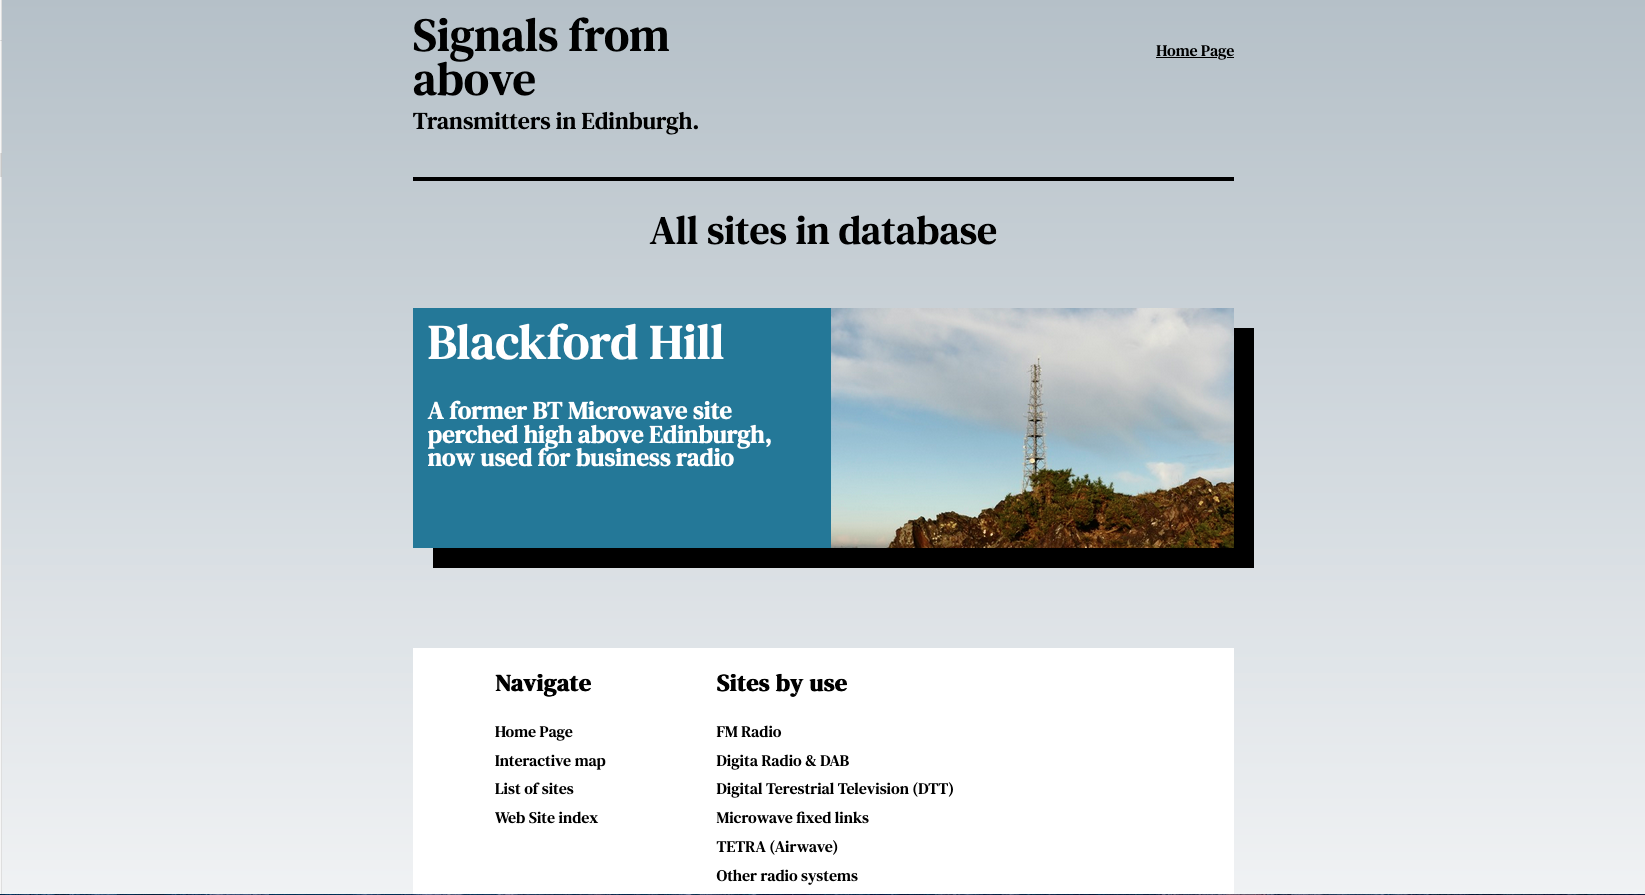 Signals from
above
Transmitters in Edinburgh.
Home Page
All sites in database
Blackford Hill
A former BT Microwave site
perched high above Edinburgh,
now used for business radio
Navigate
Home Page
Interactive map
List of sites
Web Site index
Sites by use
FM Radio
Digita Radio & DAB
Digital Terestrial Television (DTT)
Microwave fixed links
TETRA (Airwave)
Other radio systems